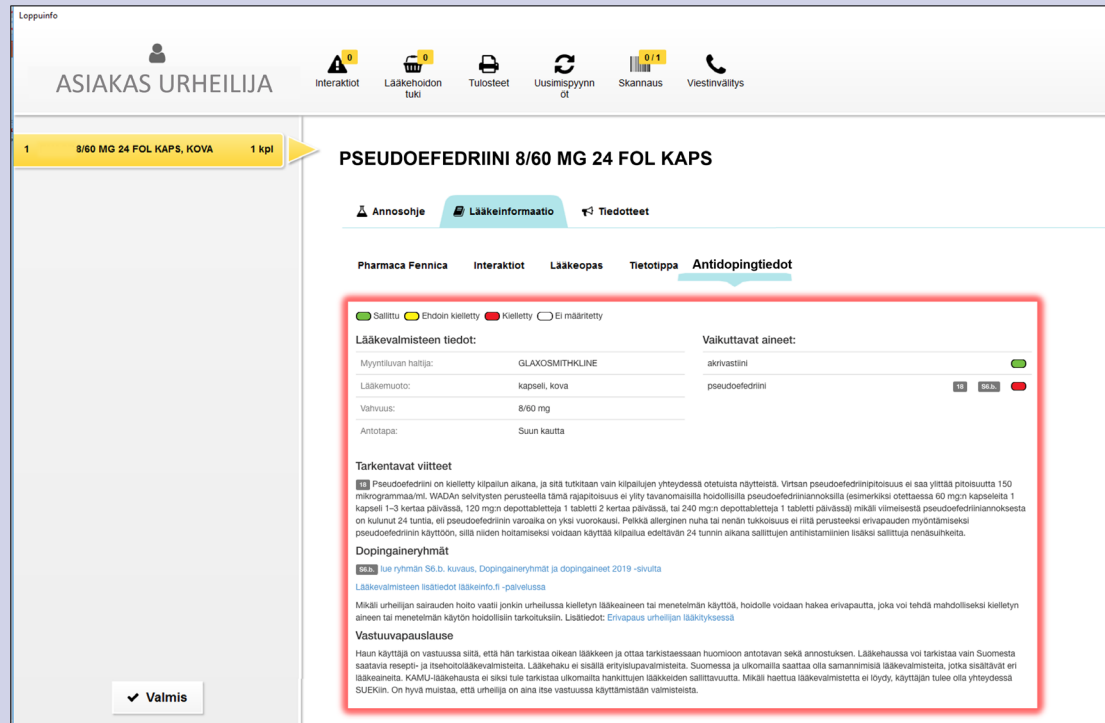 Loppuinfo
ASIAKAS URHEILIJA
0
Interaktiot
0
Lääkehoidon
tuki
Tulosteet
Uusimispyynn
öt
0 / 1
Skannaus
Viestinvälitys
1 8/60 MG 24 FOL KAPS, KOVA 1 kpl
PSEUDOEFEDRIINI 8/60 MG 24 FOL KAPS
Annosohje Lääkeinformaatio Tiedotteet
Pharmaca Fennica Interaktiot Lääkeopas Tietotippa Antidopingtiedot
Sallittu Ehdoin kielletty Kielletty Ei määritetty
Lääkevalmisteen tiedot:
Myyntiluvan haltija: GLAXOSMITHKLINE
Lääkemuoto: kapseli, kova
Vahvuus: 8/60 mg
Antotapa: Suun kautta
Vaikuttavat aineet:
akrivastiini
pseudoefedriini 18 S6.b.
Tarkentavat viitteet
18 Pseudoefedriini on kielletty kilpailun aikana, ja sitä tutkitaan vain kilpailujen yhteydessä otetuista näytteistä. Virtsan pseudoefedriinipitoisuus ei saa ylittää pitoisuutta 150
mikrogrammaa/ml. WADAn selvitysten perusteella tämä rajapitoisuus ei ylity tavanomaisilla hoidollisilla pseudoefedriiniannoksilla (esimerkiksi otettaessa 60 mg:n kapseleita 1
kapseli 1–3 kertaa päivässä, 120 mg:n depottabletteja 1 tabletti 2 kertaa päivässä, tai 240 mg:n depottabletteja 1 tabletti päivässä) mikäli viimeisestä pseudoefedriiniannoksesta
on kulunut 24 tuntia, eli pseudoefedriinin varoaika on yksi vuorokausi. Pelkkä allerginen nuha tai nenän tukkoisuus ei riitä perusteeksi erivapauden myöntämiseksi
pseudoefedriinin käyttöön, sillä niiden hoitamiseksi voidaan käyttää kilpailua edeltävän 24 tunnin aikana sallittujen antihistamiinien lisäksi sallittuja nenäsuihkeita.
Dopingaineryhmät
S6.b. lue ryhmän S6.b. kuvaus, Dopingaineryhmät ja dopingaineet 2019 -sivulta
Lääkevalmisteen lisätiedot lääkeinfo.fi -palvelussa
Mikäli urheilijan sairauden hoito vaatii jonkin urheilussa kielletyn lääkeaineen tai menetelmän käyttöä, hoidolle voidaan hakea erivapautta, joka voi tehdä mahdolliseksi kielletyn
aineen tai menetelmän käytön hoidollisiin tarkoituksiin. Lisätiedot: Erivapaus urheilijan lääkityksessä
Vastuuvapauslause
Haun käyttäjä on vastuussa siitä, että hän tarkistaa oikean lääkkeen ja ottaa tarkistaessaan huomioon antotavan sekä annostuksen. Lääkehaussa voi tarkistaa vain Suomesta
saatavia resepti- ja itsehoitolääkevalmisteita. Lääkehaku ei sisällä erityislupavalmisteita. Suomessa ja ulkomailla saattaa olla samannimisiä lääkevalmisteita, jotka sisältävät eri
lääkeaineita. KAMU-lääkehausta ei siksi tule tarkistaa ulkomailta hankittujen lääkkeiden sallittavuutta. Mikäli haettua lääkevalmistetta ei löydy, käyttäjän tulee olla yhteydessä
SUEKiin. On hyvä muistaa, että urheilija on aina itse vastuussa käyttämistään valmisteista.
Valmis